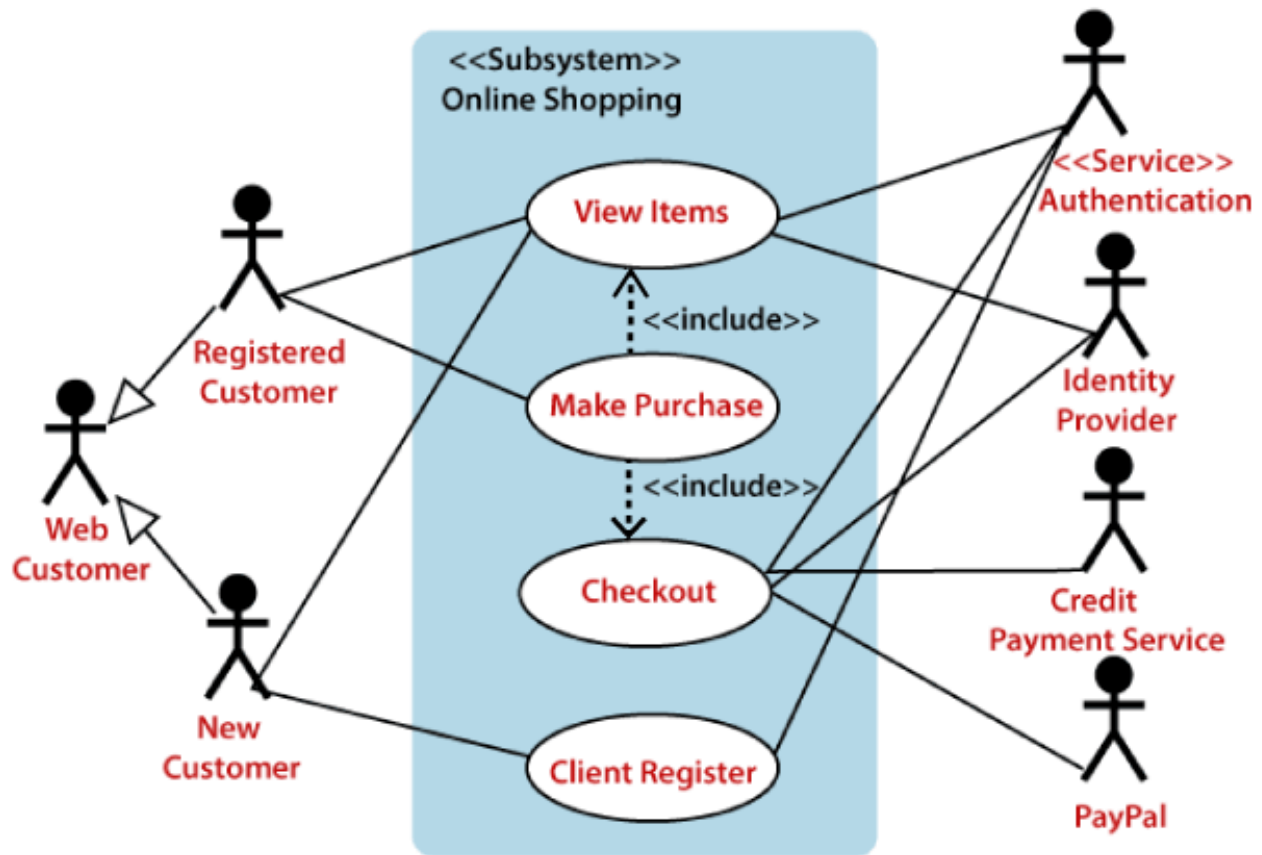 <<Subsystem>>
Online Shopping
View Items
<<include>>
Make Purchase
<<include>>
Checkout
Client Register
Registered
Customer
Web
Customer
New
Customer
<<Service>>
Authentication
Identity
Provider
Credit
Payment Service
PayPal